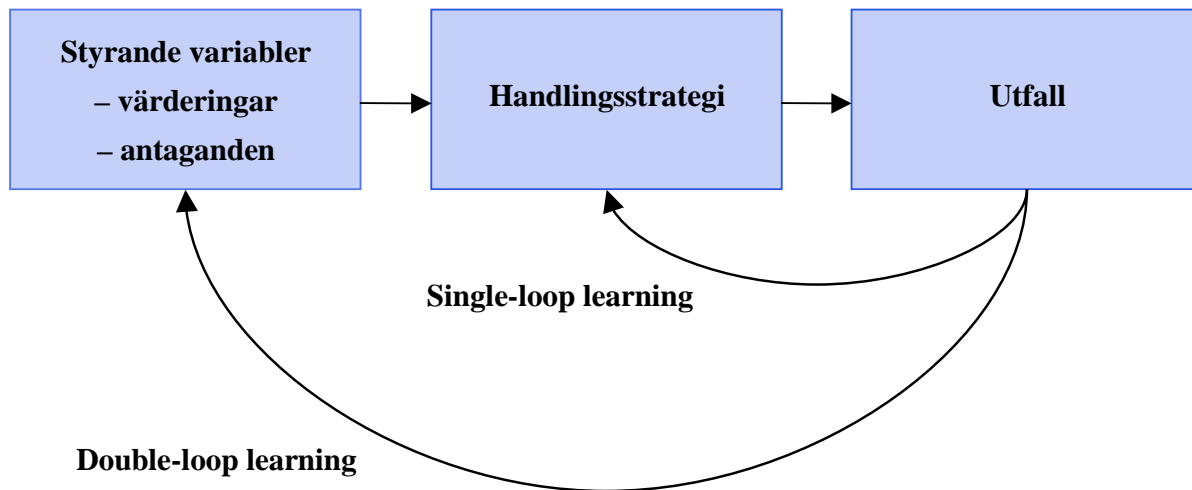 Styrande variabler
– värderingar
– antaganden
Handlingsstrategi
Utfall
Single-loop learning
Double-loop learning